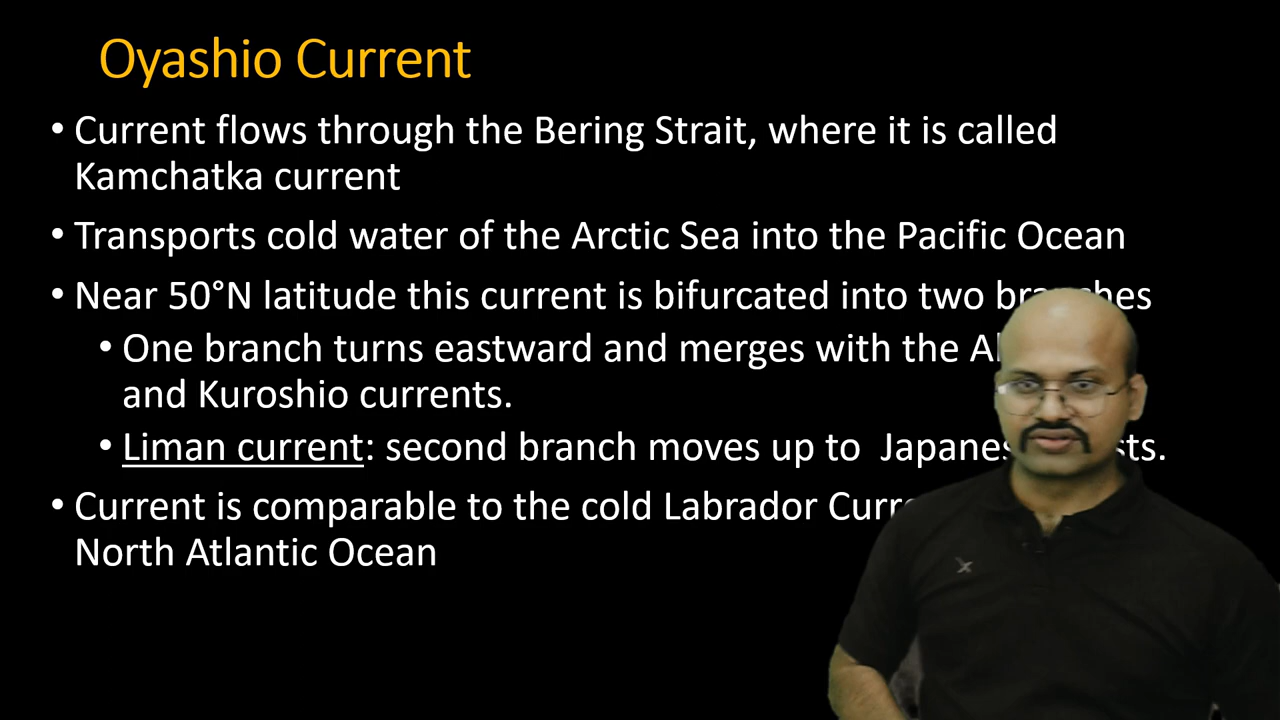 Oyashio Current
• Current flows through the Bering Strait, where it is called
Kamchatka current
• Transports cold water of the Arctic Sea into the Pacific Ocean
• Near 50°N latitude this current is bifurcated into two branches
• One branch turns eastward and merges with the
and Kuroshio currents.
• Liman current: second branch moves up to Japanese
• Current is comparable to the cold Labrador
North Atlantic Ocean